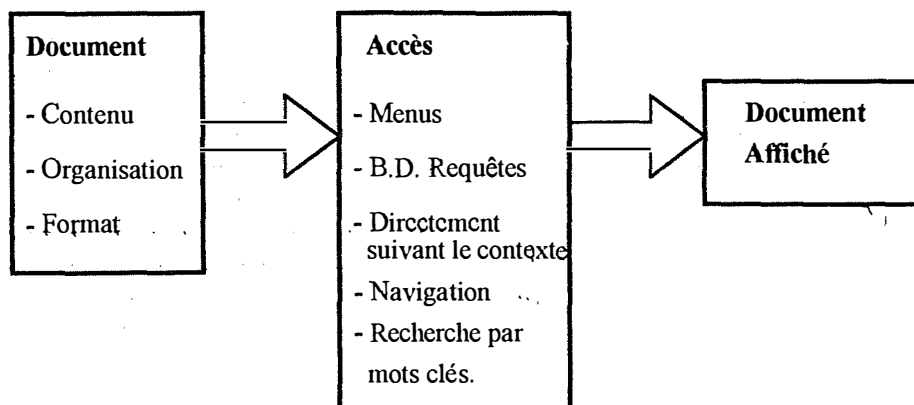 Document
- Contenu
- Organisation
- Format
Accès
- Menus
- B.D. Requêtes
- Directement
suivant le contexte
- Navigation
- Recherche par
mots clés.
Document
Affiché